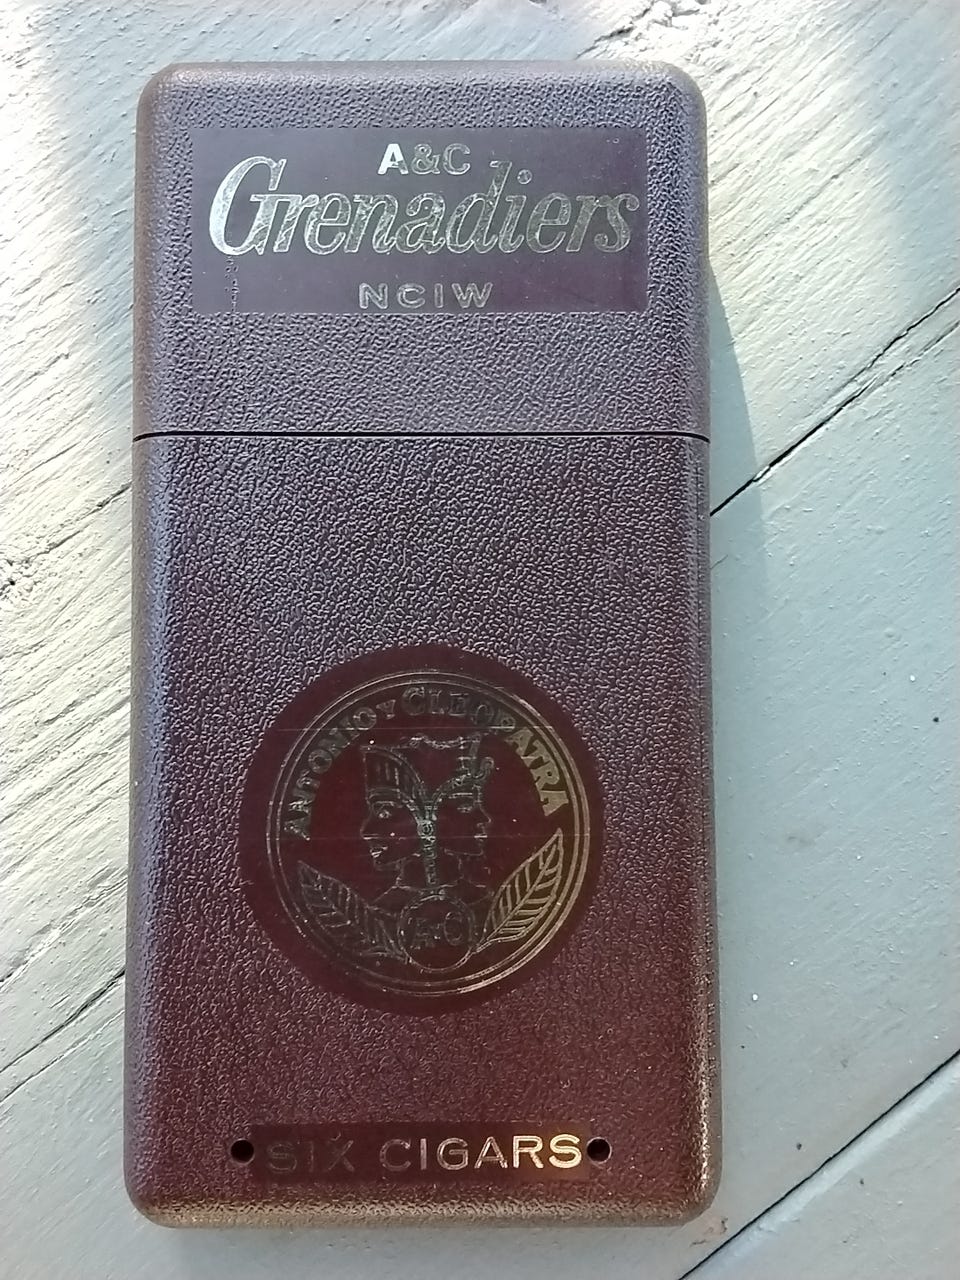 A&C
Grenadiers
NCIW
ANTONIO Y CLEOPATRA
A&C
SIX CIGARS